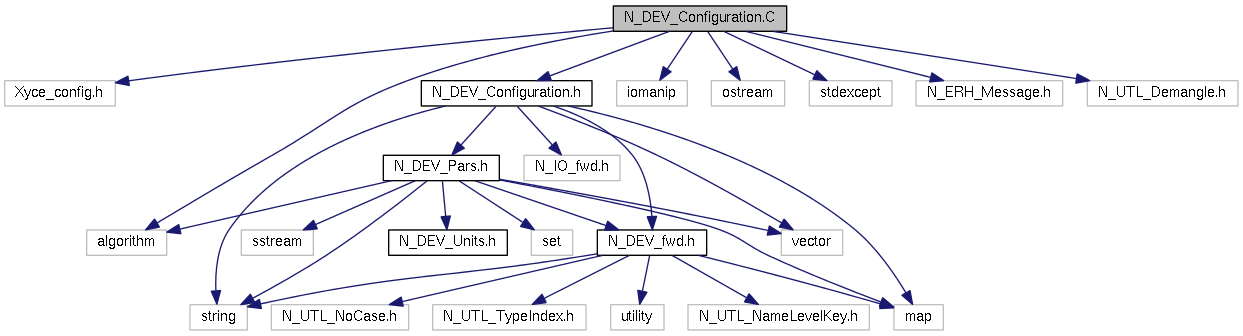 N_DEV_Configuration.C
Xyce_config.h
N_DEV_Configuration.h
iomanip
ostream
stdexcept
N_ERH_Message.h
N_UTL_Demangle.h
N_DEV_Pars.h
N_IO_fwd.h
algorithm
sstream
N_DEV_Units.h
set
N_DEV_fwd.h
vector
string
N_UTL_NoCase.h
N_UTL_TypeIndex.h
utility
N_UTL_NameLevelKey.h
map